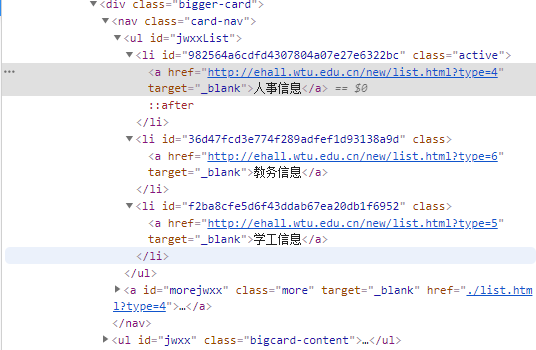 <div class="bigger-card">
<nav class="card-nav">
<ul id="jwxxList">
<li id="982564a6cdfd4307804a07e27e6322bc" class="active">
<a href="http://ehall.wtu.edu.cn/new/list.html?type=4"
target="_blank">人事信息</a> == $0
::after
</li>
<li id="36d47fcd3e774f289adfef1d93138a9d" class>
<a href="http://ehall.wtu.edu.cn/new/list.html?type=6"
target="_blank">教务信息</a>
</li>
<li id="f2ba8cfe5d6f43ddab67ea20db1f6952" class>
<a href="http://ehall.wtu.edu.cn/new/list.html?type=5"
target="_blank">学工信息</a>
</li>
</ul>
<a id="morejwxx" class="more" target="_blank" href="./list.htm
l?type=4">…</a>
</nav>
<ul id="jwxx" class="bigcard-content">…</ul>